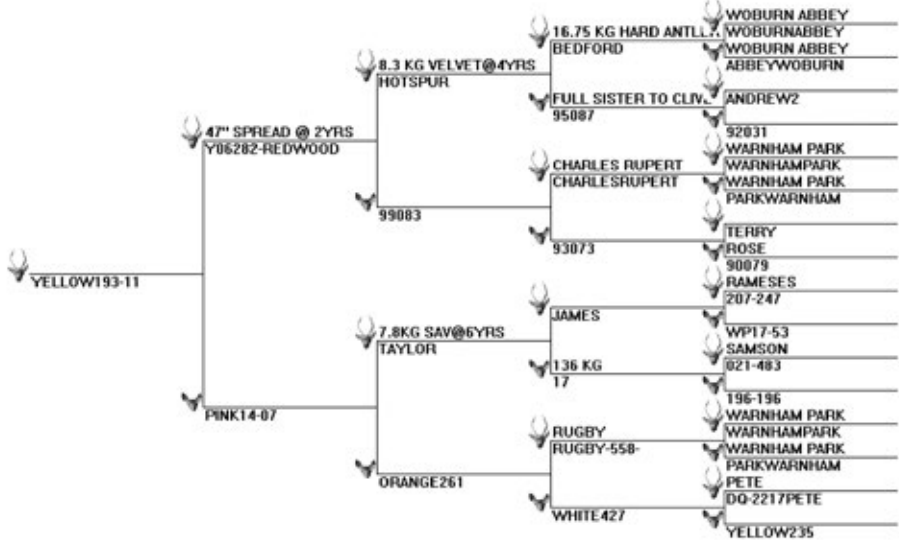 WOBURN ABBEY
16.75 KG HARD ANTLE
WOBURNABBEY
BEDFORD
WOBURN ABBEY
8.3 KG VELVET@4YRS
ABBEYWOBURN
HOTSPUR
FULL SISTER TO CLIV
ANDREW2
95087
47" SPREAD @ 2YRS
92031
Y06282-REDWOOD
WARNHAM PARK
CHARLES RUPERT
WARNHAMPARK
CHARLESRUPERT
WARNHAM PARK
PARKWARNHAM
99083
TERRY
93073
ROSE
90079
YELLOW193-11
RAMESES
207-247
JAMES
7.8KG SAV@6YRS
WP17-53
TAYLOR
SAMSON
136 KG
021-483
17
196-196
PINK14-07
WARNHAM PARK
RUGBY
WARNHAMPARK
RUGBY-558-
WARNHAM PARK
PARKWARNHAM
ORANGE261
PETE
DQ-2217PETE
WHITE427
YELLOW235